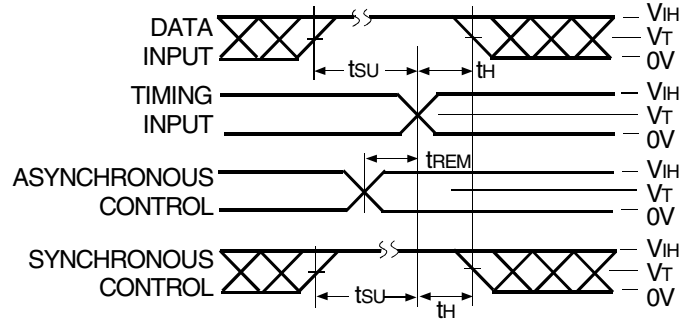 DATA
INPUT
VIH
VT
0V
tSU
tH
TIMING
INPUT
VIH
VT
0V
tREM
ASYNCHRONOUS
CONTROL
VIH
VT
0V
SYNCHRONOUS
CONTROL
VIH
VT
0V
tSU
tH